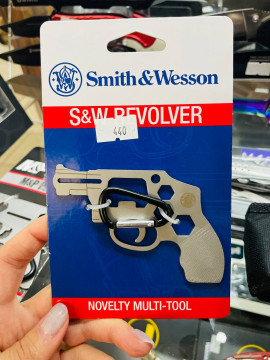 Smith&Wesson
S&W REVOLVER
440
NOVELTY MULTI-TOOL
M&P